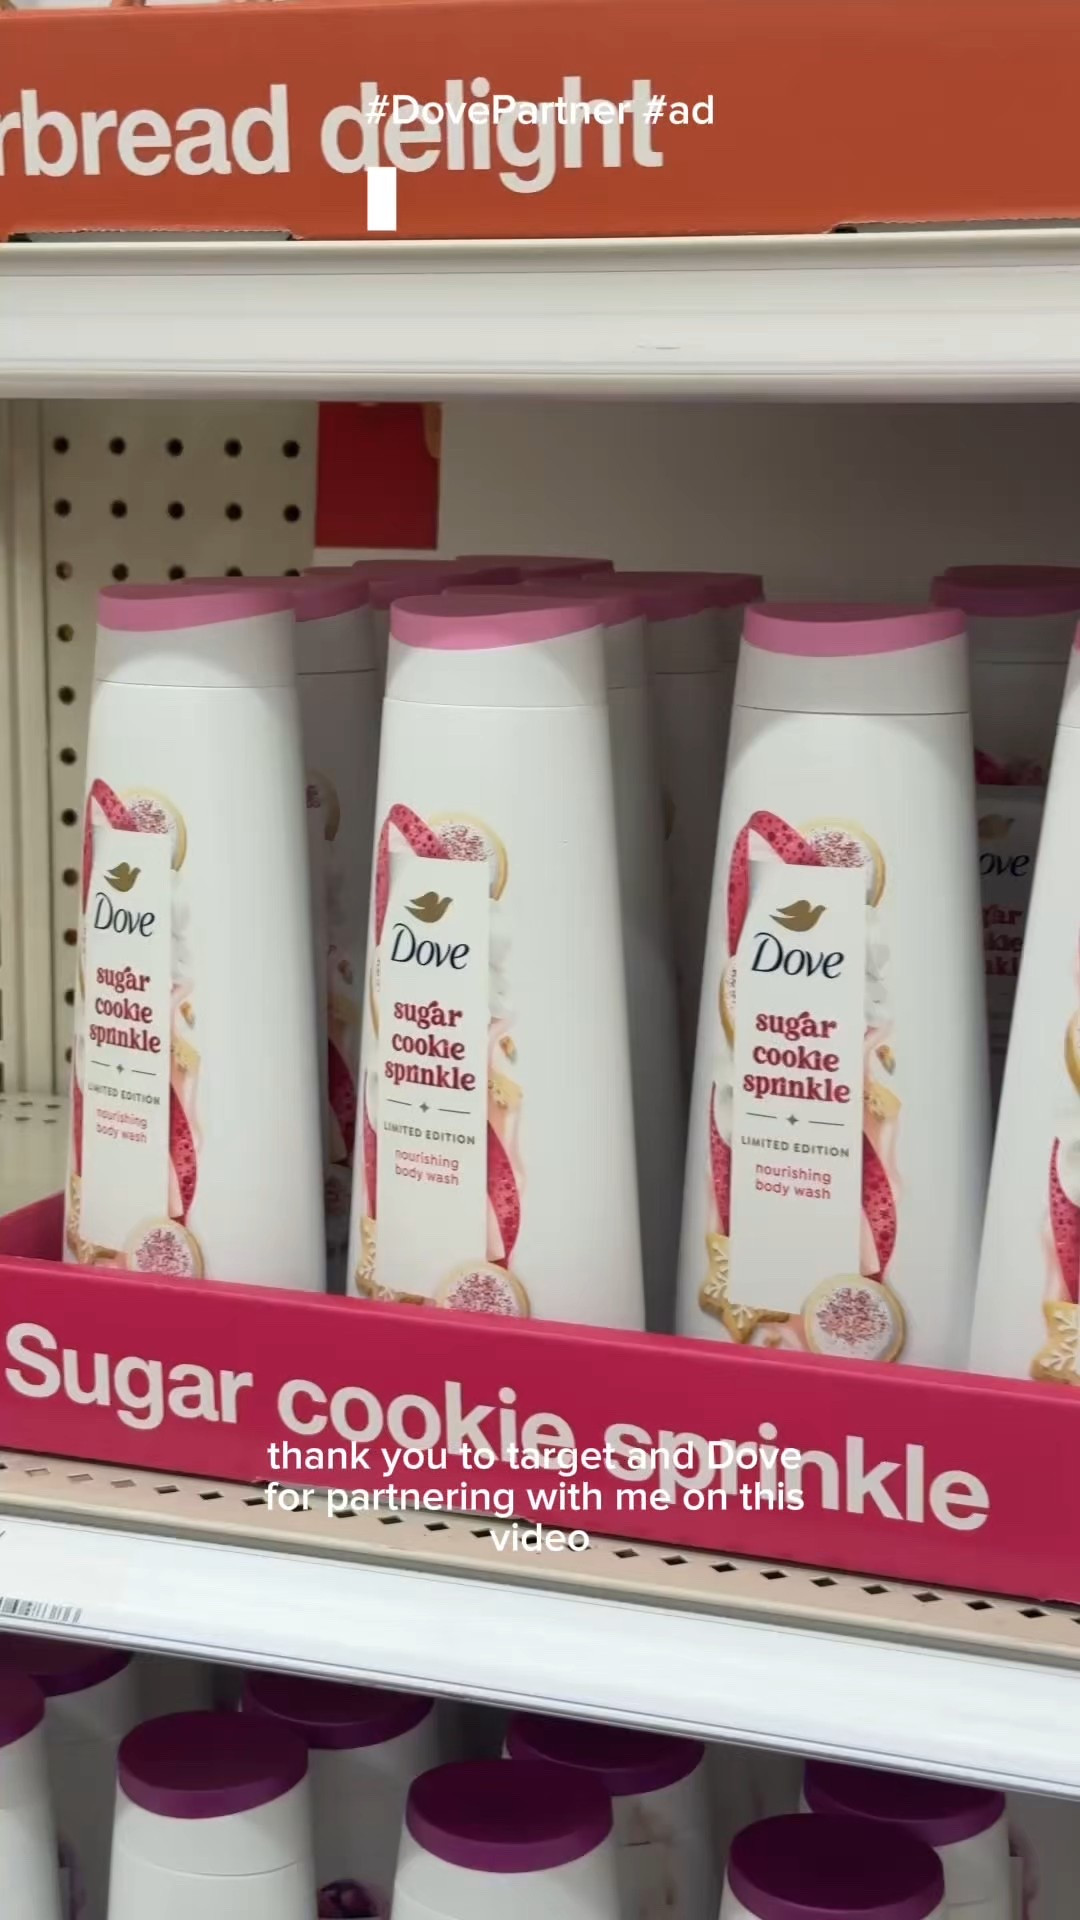 rbread delight
#DovePartner #ad
Dove
sugar
cookie
sprinkle
LIMITED EDITION
nourishing
body wash
Dove
sugar
cookie
sprinkle
LIMITED EDITION
nourishing
body wash
Dove
sugar
cookie
sprinkle
LIMITED EDITION
nourishing
body wash
ove
Sugar cookie sprinkle
thank you to target and Dove
for partnering with me on this
video